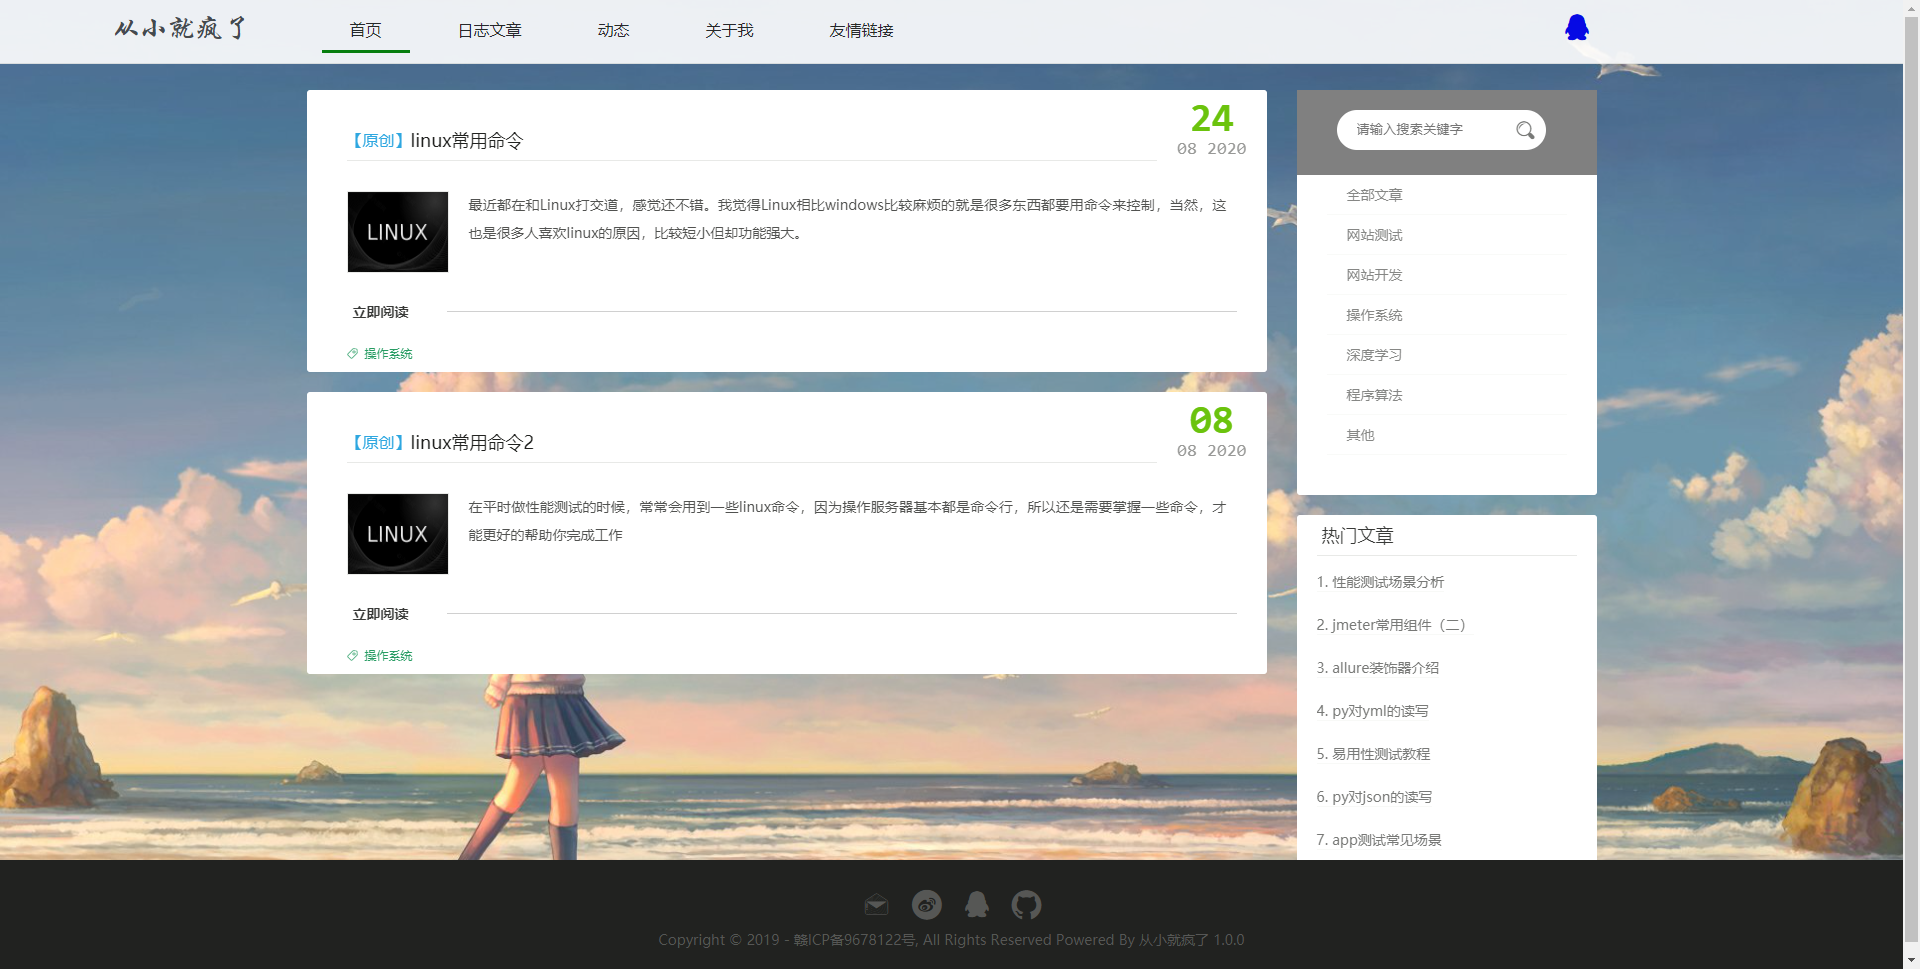 从小就疯了
首页
日志文章
动态
关于我
友情链接
【原创】linux常用命令
24
08 2020
LINUX
最近都在和Linux打交道，感觉还不错。我觉得Linux相比windows比较麻烦的就是很多东西都要用命令来控制，当然，这
也是很多人喜欢linux的原因，比较短小但却功能强大。
立即阅读
操作系统
【原创】linux常用命令2
08
08 2020
LINUX
在平时做性能测试的时候，常常会用到一些linux命令，因为操作服务器基本都是命令行，所以还是需要掌握一些命令，才
能更好的帮助你完成工作
立即阅读
操作系统
请输入搜索关键字
全部文章
网站测试
网站开发
操作系统
深度学习
程序算法
其他
热门文章
1. 性能测试场景分析
2. jmeter常用组件（二）
3. allure装饰器介绍
4. py对yml的读写
5. 易用性测试教程
6. py对json的读写
7. app测试常见场景
Copyright © 2019 - 赣ICP备9678122号, All Rights Reserved Powered By 从小就疯了 1.0.0